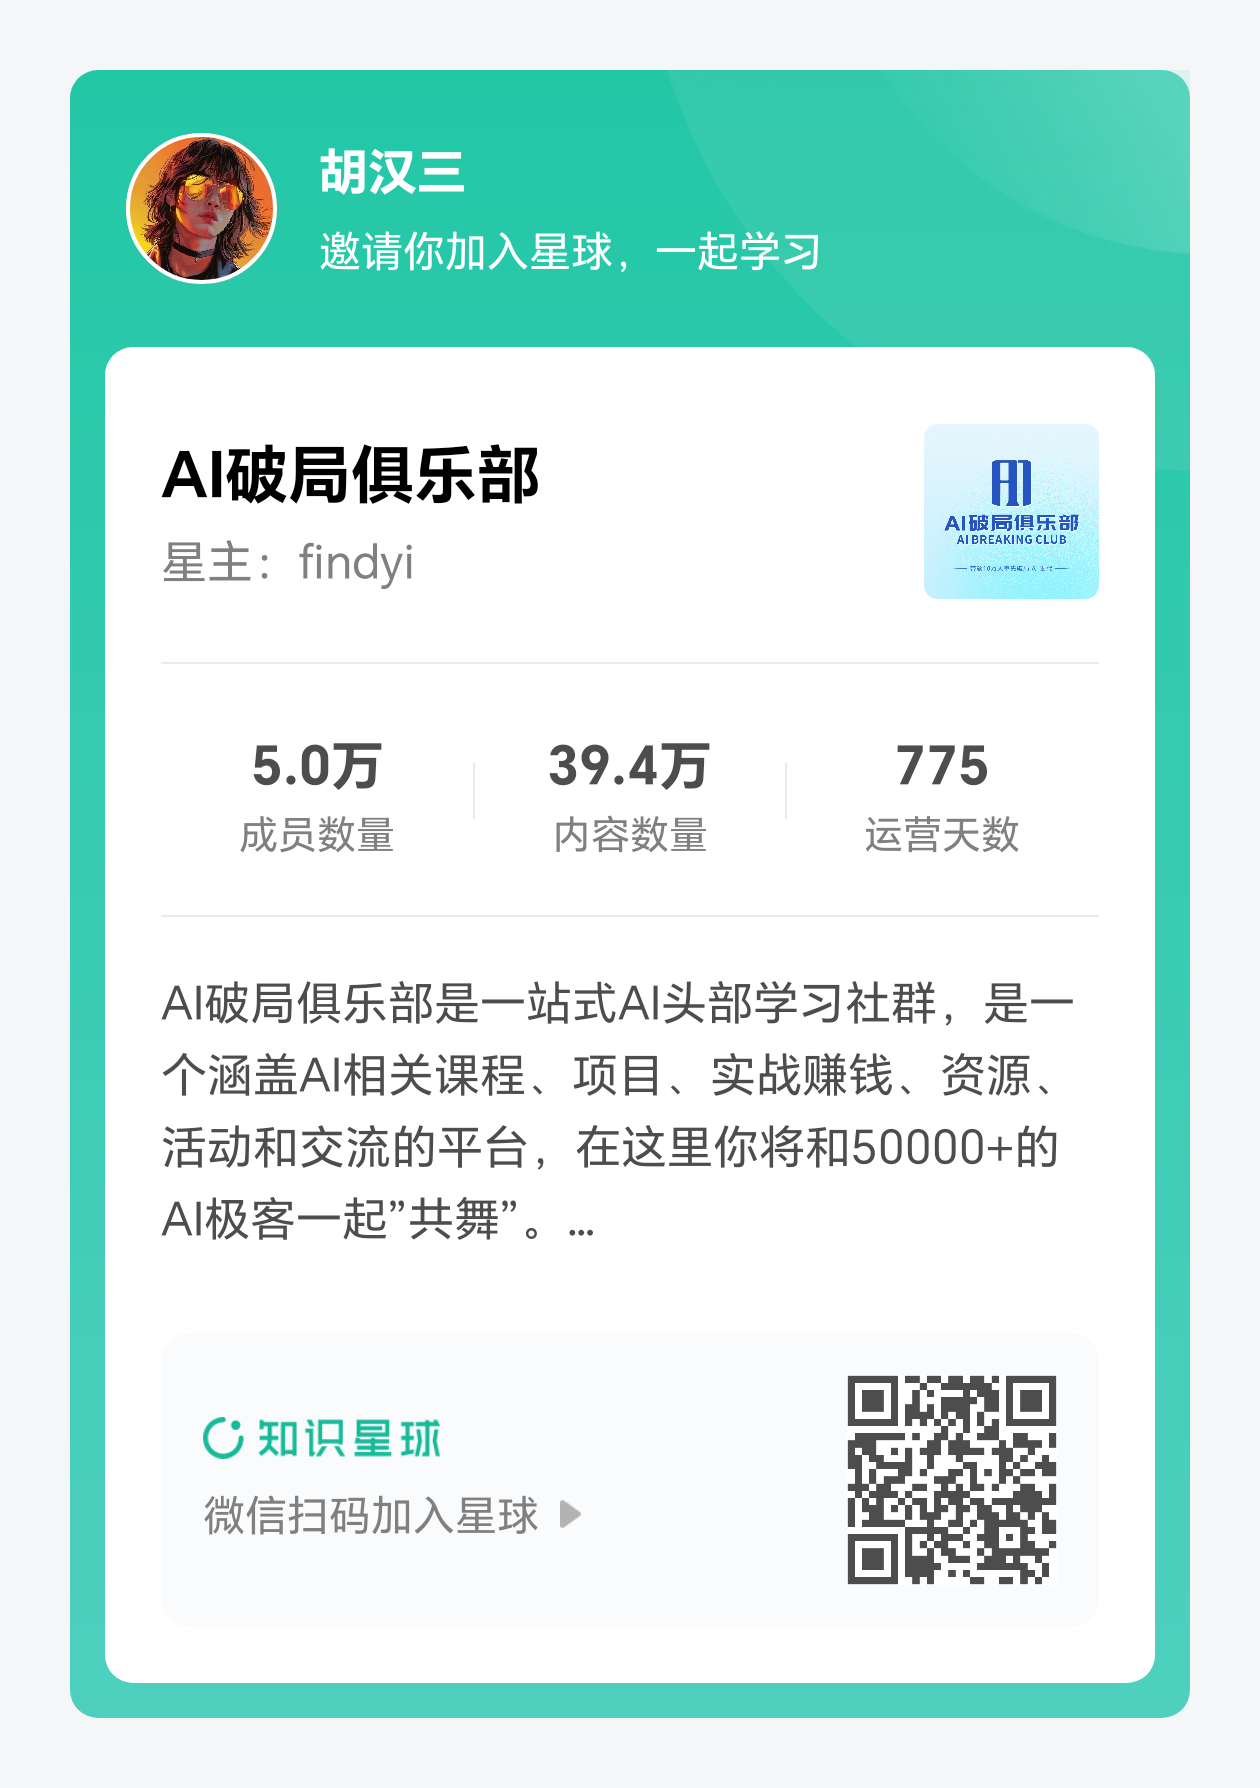 胡汉三
邀请你加入星球，一起学习
AI破局俱乐部
星主：findyi
AI破局俱乐部
AI BREAKING CLUB
5.0万
39.4万
775
成员数量
内容数量
运营天数
AI破局俱乐部是一站式AI头部学习社群，是一
个涵盖AI相关课程、项目、实战赚钱、资源、
活动和交流的平台，在这里你将和50000+的
AI极客一起”共舞”。...
知识星球
微信扫码加入星球